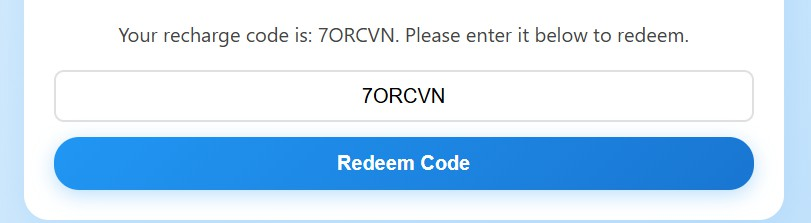 Your recharge code is: 7ORCVN. Please enter it below to redeem.
7ORCVN
Redeem Code